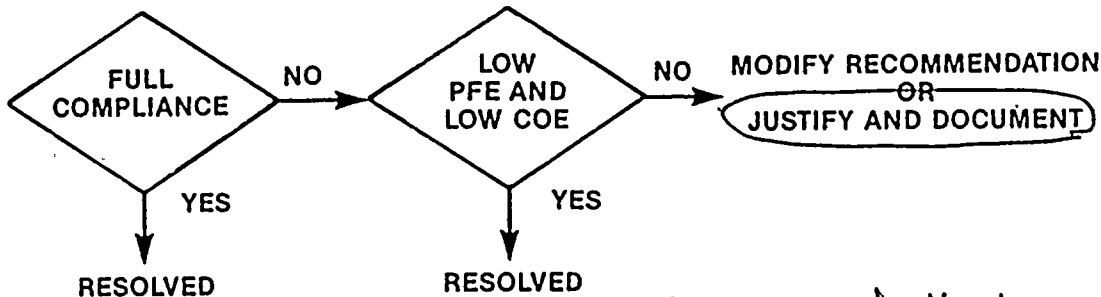 FULL
COMPLIANCE
NO
LOW
PFE AND
LOW COE
NO
MODIFY RECOMMENDATION
OR
JUSTIFY AND DOCUMENT
YES
YES
RESOLVED
RESOLVED